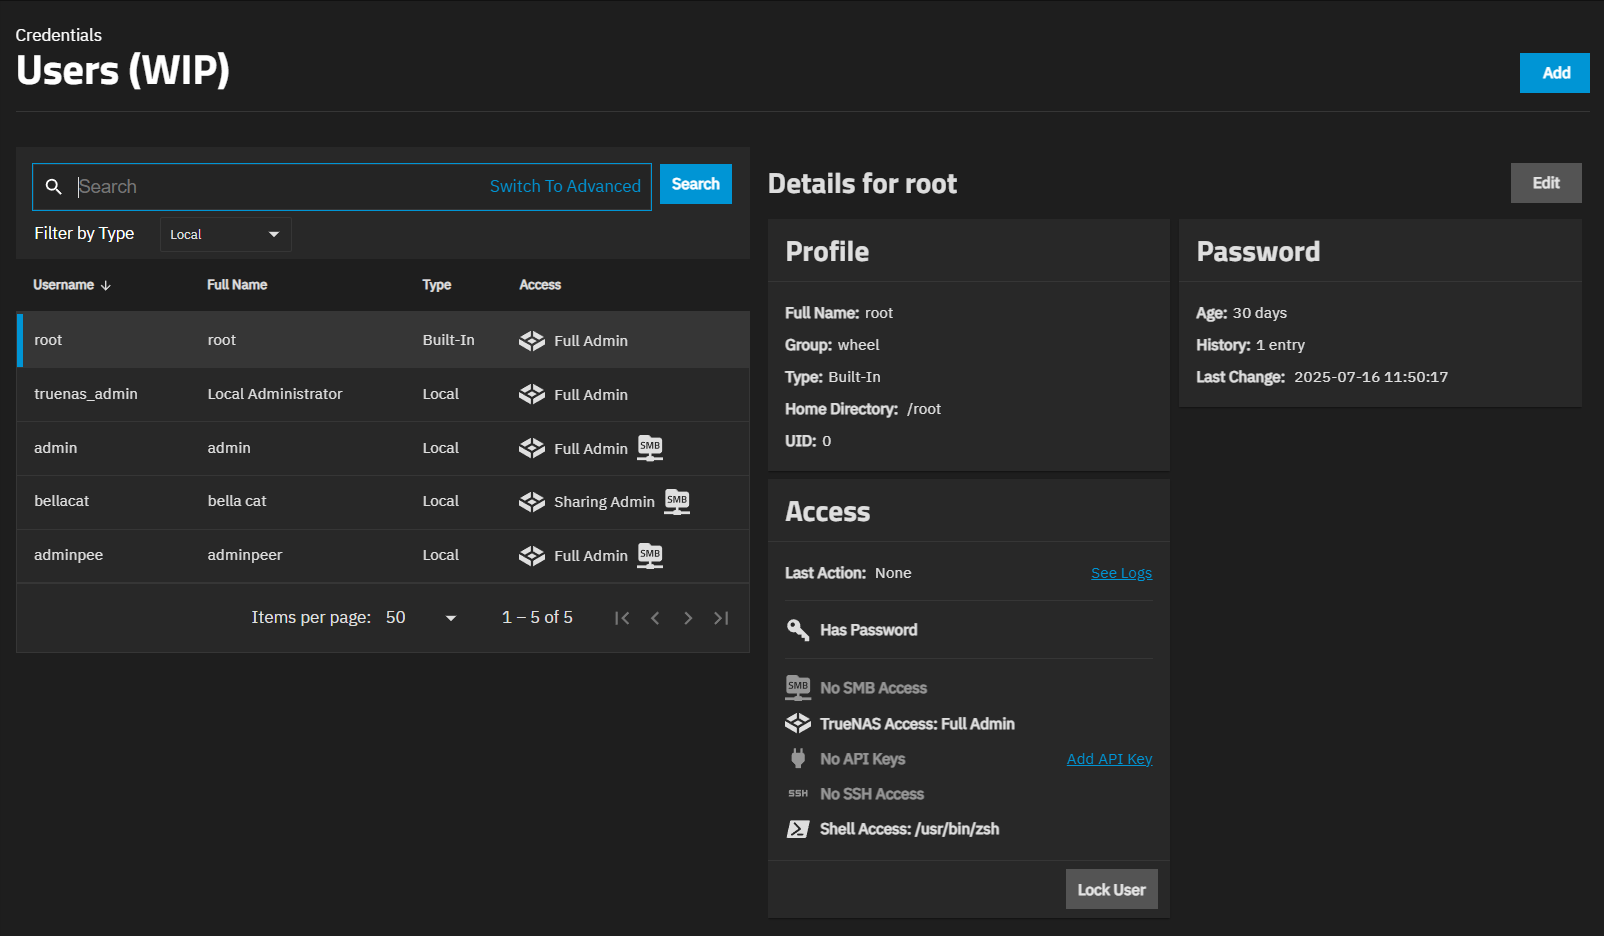 Credentials
Users (WIP)
Add
Search
Switch To Advanced
Search
Filter by Type
Local
Username Full Name Type Access
root root Built-In Full Admin
truenas_admin Local Administrator Local Full Admin
admin admin Local Full Admin SMB
bellacat bella cat Local Sharing Admin SMB
adminpee adminpeer Local Full Admin SMB
Items per page: 50 1 – 5 of 5
Details for root
Edit
Profile
Full Name: root
Group: wheel
Type: Built-In
Home Directory: /root
UID: 0
Password
Age: 30 days
History: 1 entry
Last Change: 2025-07-16 11:50:17
Access
Last Action: None See Logs
Has Password
SMB No SMB Access
TrueNAS Access: Full Admin
No API Keys Add API Key
SSH No SSH Access
Shell Access: /usr/bin/zsh
Lock User